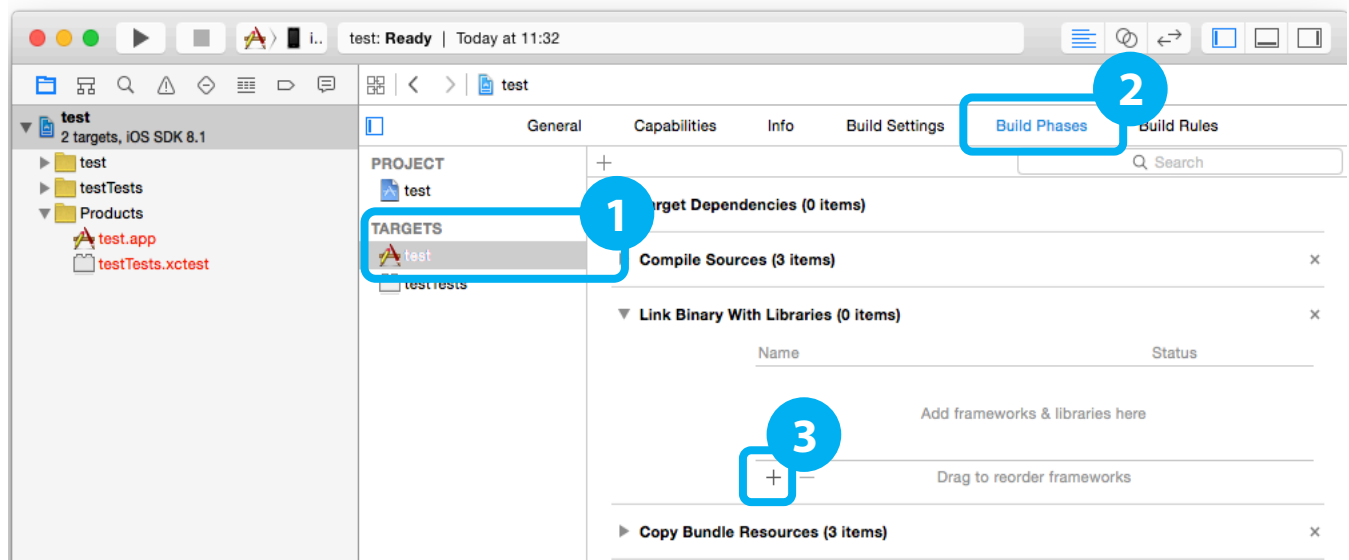 i..
test: Ready | Today at 11:32
test
2
test
2 targets, iOS SDK 8.1
General Capabilities Info Build Settings Build Phases Build Rules
test
PROJECT
Search
testTests
test
1
Target Dependencies (0 items)
Products
TARGETS
test.app
test
Compile Sources (3 items)
testTests.xctest
testTests
Link Binary With Libraries (0 items)
Name Status
Add frameworks & libraries here
3
Drag to reorder frameworks
Copy Bundle Resources (3 items)